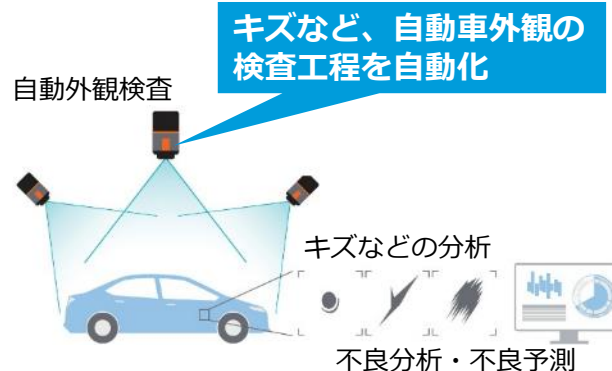 キズなど、自動車外観の
検査工程を自動化
自動外観検査
キズなどの分析
不良分析・不良予測